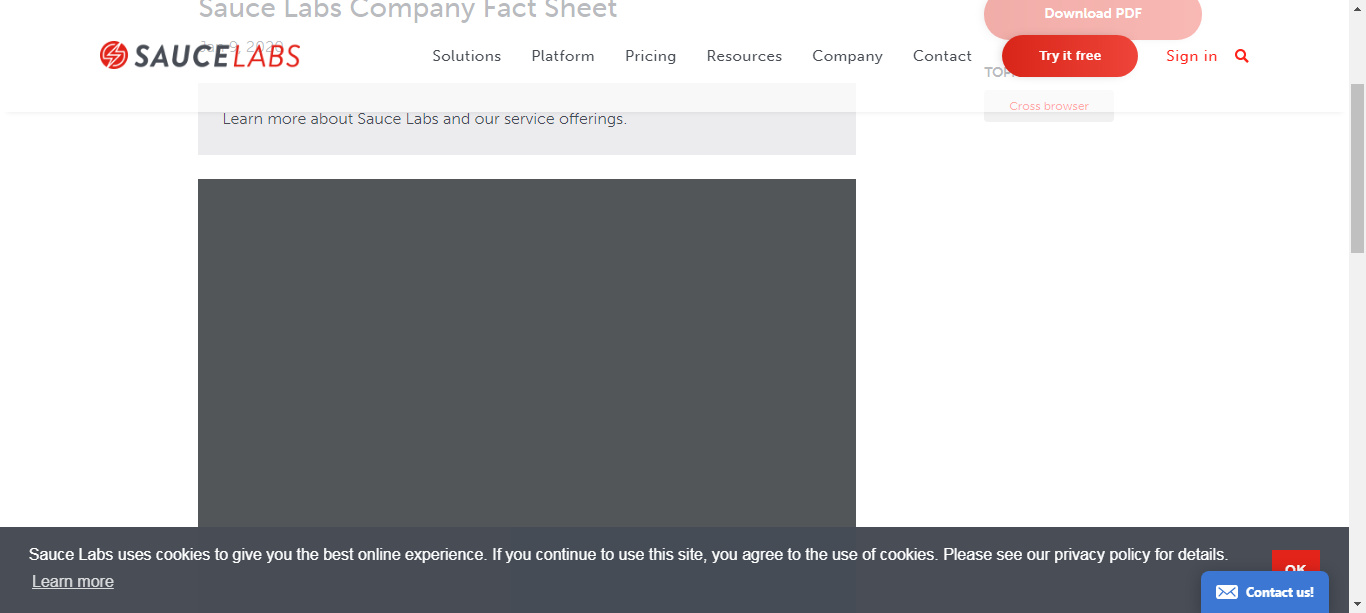 Sauce Labs Company Fact Sheet
Download PDF
Jan 9, 2020
SAUCELABS
Solutions
Platform
Pricing
Resources
Company
Contact
Try it free
Sign in
Cross browser
Learn more about Sauce Labs and our service offerings.
Sauce Labs uses cookies to give you the best online experience. If you continue to use this site, you agree to the use of cookies. Please see our privacy policy for details.
Learn more
OK
Contact us!